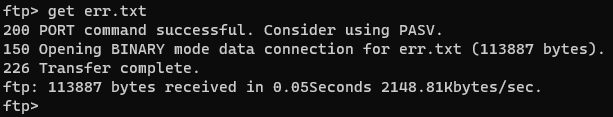 ftp> get err.txt
200 PORT command successful. Consider using PASV.
150 Opening BINARY mode data connection for err.txt (113887 bytes).
226 Transfer complete.
ftp: 113887 bytes received in 0.05Seconds 2148.81Kbytes/sec.
ftp>